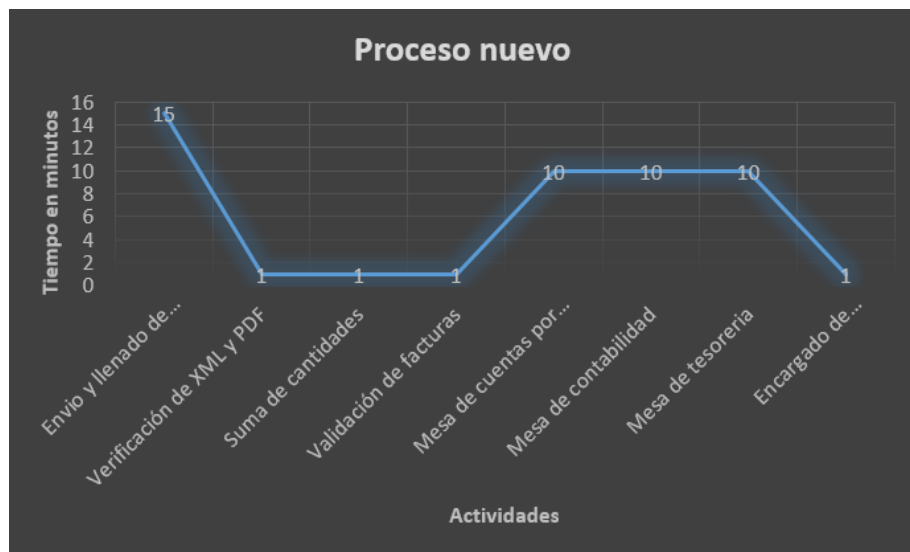 Proceso nuevo
Tiempo en minutos
16
14
12
10
8
6
4
2
0
15
1
1
1
10
10
10
1
Envio y llenado de...
Verificación de XML y PDF
Suma de cantidades
Validación de facturas
Mesa de cuentas por...
Mesa de contabilidad
Mesa de tesoreria
Encargado de...
Actividades